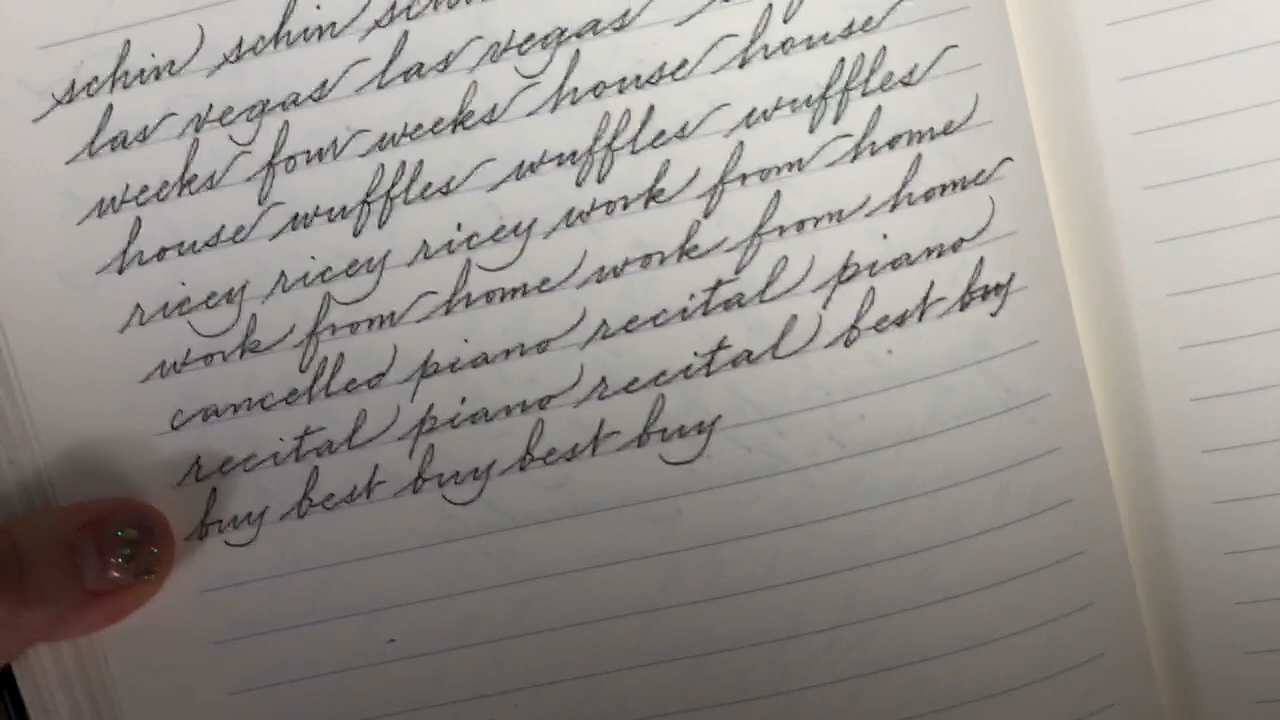 schin schin
las vegas las vegas
weeks four weeks house house
house wuffles wuffles wuffles
ricey ricey ricey work from home
work from home work from home
cancelled piano recital piano
recital piano recital best buy
buy best buy best buy